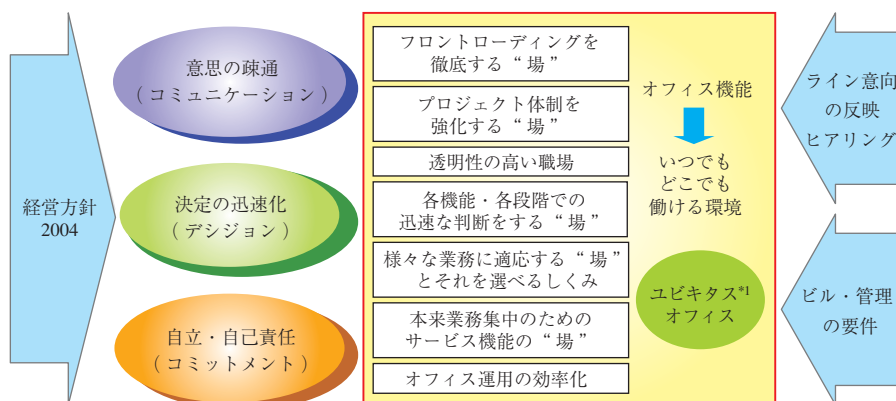 経営方針
2004
意思の疎通
(コミュニケーション)
決定の迅速化
(デシジョン)
自立・自己責任
(コミットメント)
フロントローディングを
徹底する“場”
プロジェクト体制を
強化する“場”
透明性の高い職場
各機能・各段階での
迅速な判断をする“場”
様々な業務に適応する“場”
とそれを選べるしくみ
本来業務集中のための
サービス機能の“場”
オフィス運用の効率化
オフィス機能
いつでも
どこでも
働ける環境
ユビキタス*1
オフィス
ライン意向
の反映
ヒアリング
ビル・管理
の要件